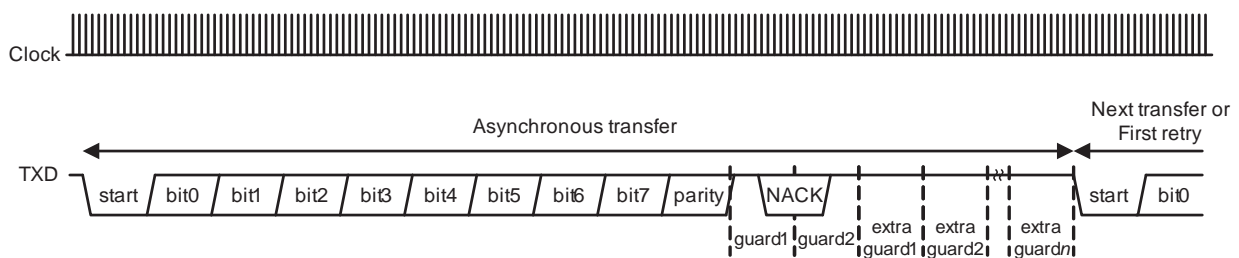 Clock
Next transfer or
First retry
Asynchronous transfer
TXD
start bit0 bit1 bit2 bit3 bit4 bit5 bit6 bit7 parity NACK start bit0
guard1 guard2 extra guard1 extra guard2 extra guardn